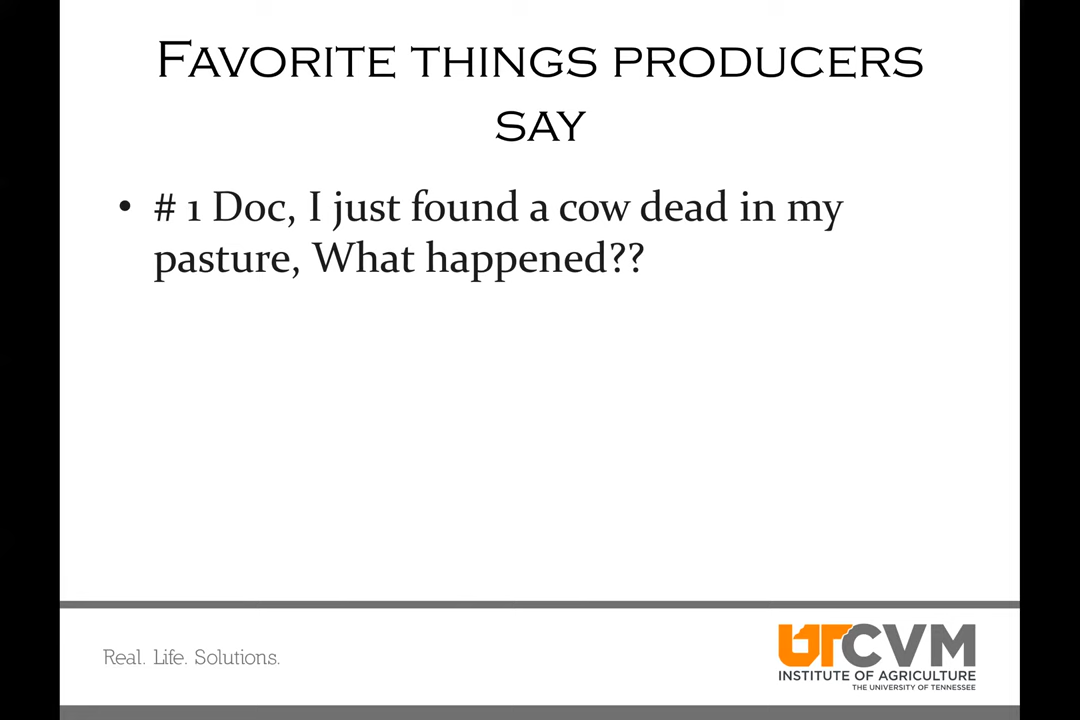 FAVORITE THINGS PRODUCERS
SAY
• # 1 Doc, I just found a cow dead in my
pasture, What happened??
Real. Life. Solutions.
UTCVM
INSTITUTE OF AGRICULTURE
THE UNIVERSITY OF TENNESSEE